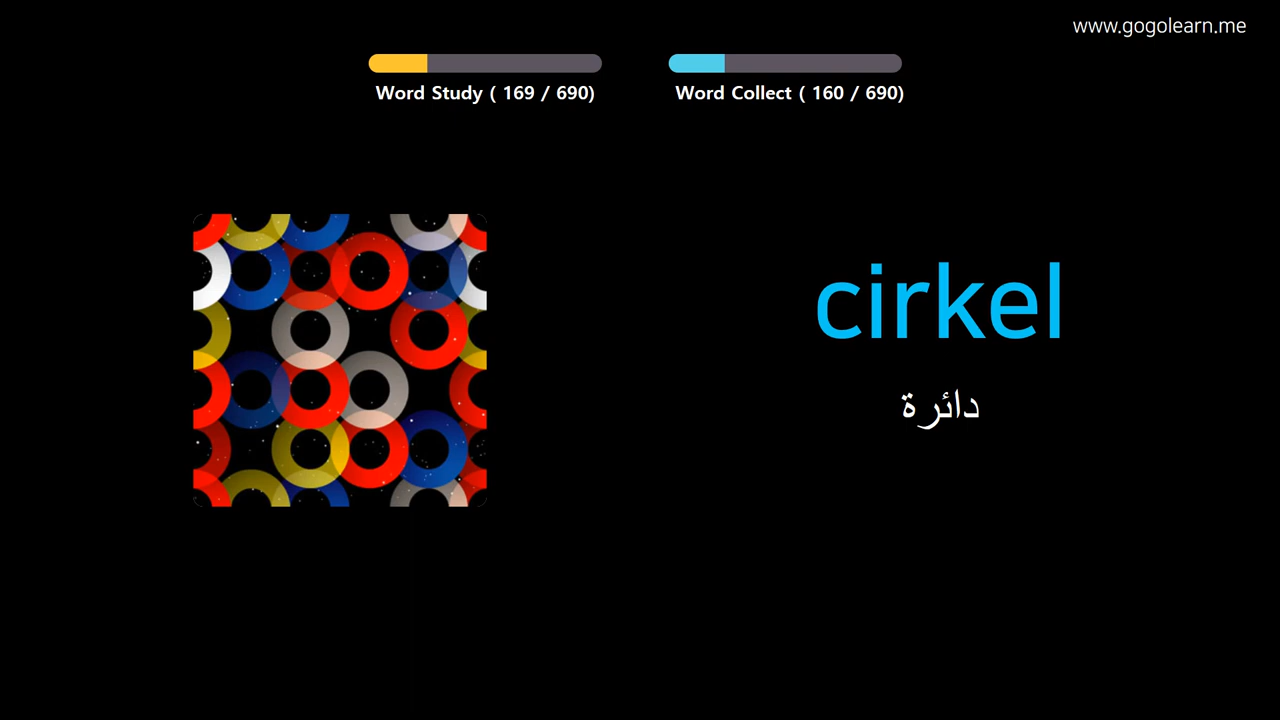 www.gogolearn.me
Word Study ( 169 / 690)
Word Collect ( 160 / 690)
cirkel
دائرة